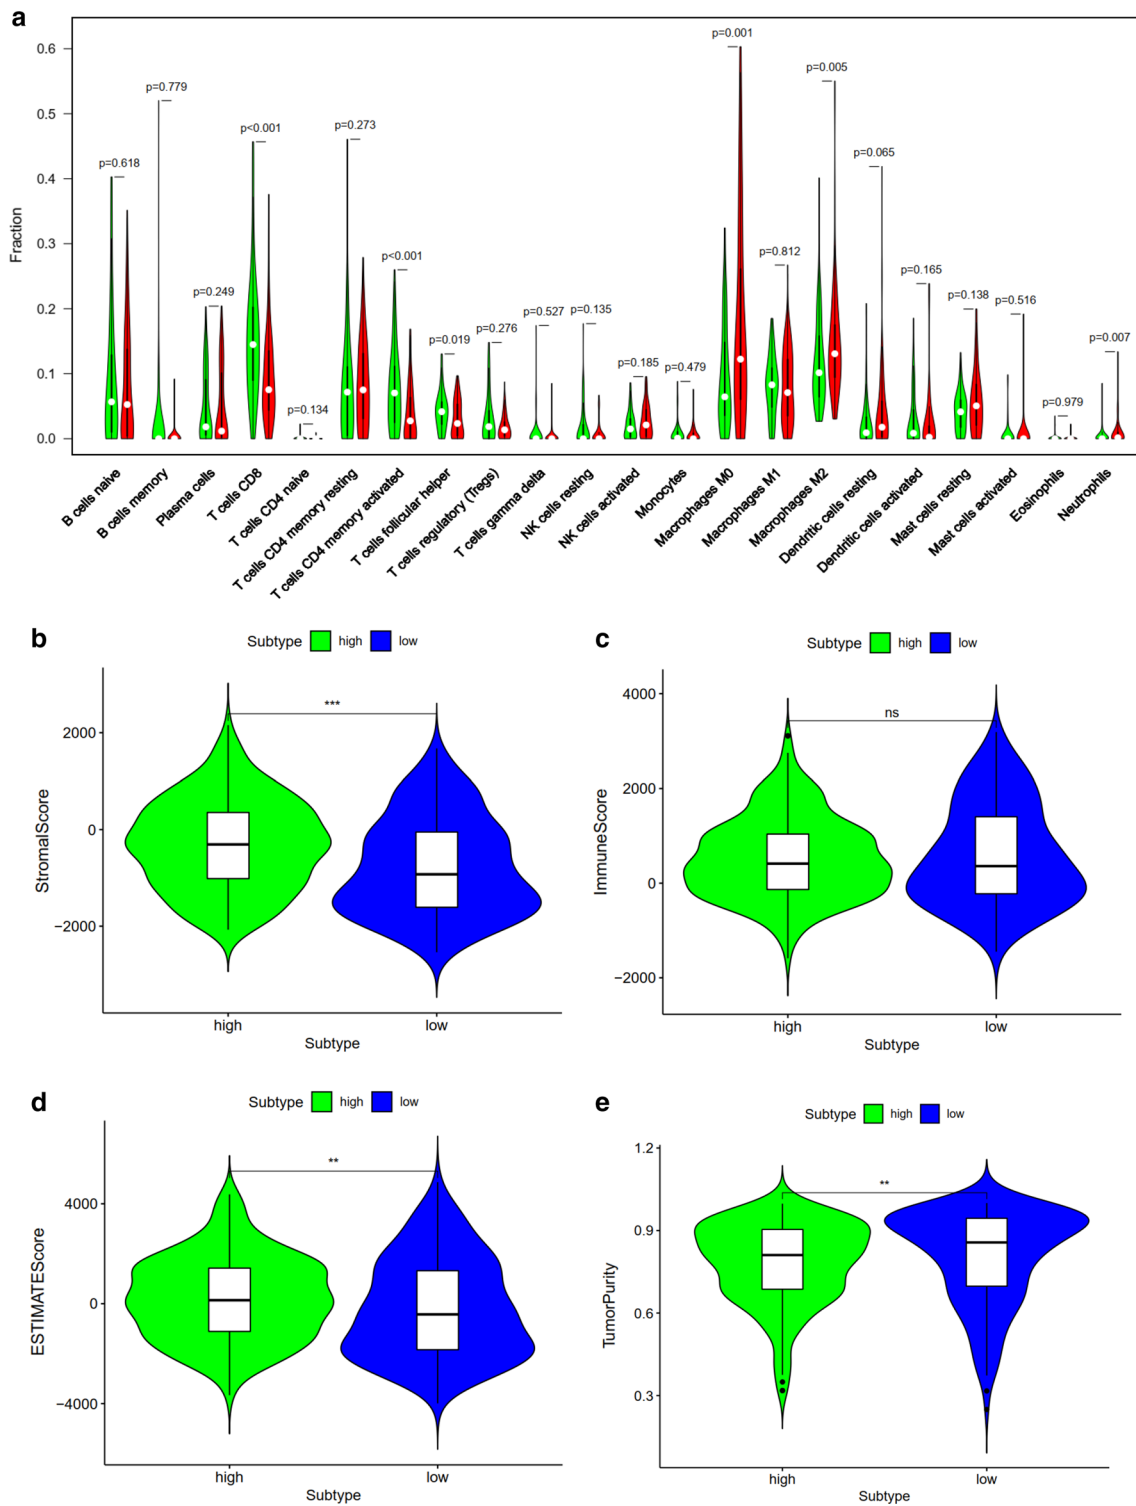 a
Fraction
0.6
0.5
0.4
0.3
0.2
0.1
0.0
p=0.618
p=0.779
p=0.249
p<0.001
p=0.134
p=0.273
p<0.001
p=0.019
p=0.276
p=0.527
p=0.135
p=0.185
p=0.479
p=0.001
p=0.812
p=0.005
p=0.065
p=0.165
p=0.138
p=0.516
p=0.979
p=0.007
B cells naive
B cells memory
Plasma cells
T cells CD8
T cells CD4 naive
T cells CD4 memory resting
T cells CD4 memory activated
T cells follicular helper
T cells regulatory (Tregs)
T cells gamma delta
NK cells resting
NK cells activated
Monocytes
Macrophages M0
Macrophages M1
Macrophages M2
Dendritic cells resting
Dendritic cells activated
Mast cells resting
Mast cells activated
Eosinophils
Neutrophils
b
Subtype high low
StromalScore
2000
0
−2000
***
high low
Subtype
c
Subtype high low
ImmuneScore
4000
2000
0
−2000
ns
high low
Subtype
d
Subtype high low
ESTIMATEScore
4000
0
−4000
**
high low
Subtype
e
Subtype high low
TumorPurity
1.2
0.9
0.6
0.3
**
high low
Subtype